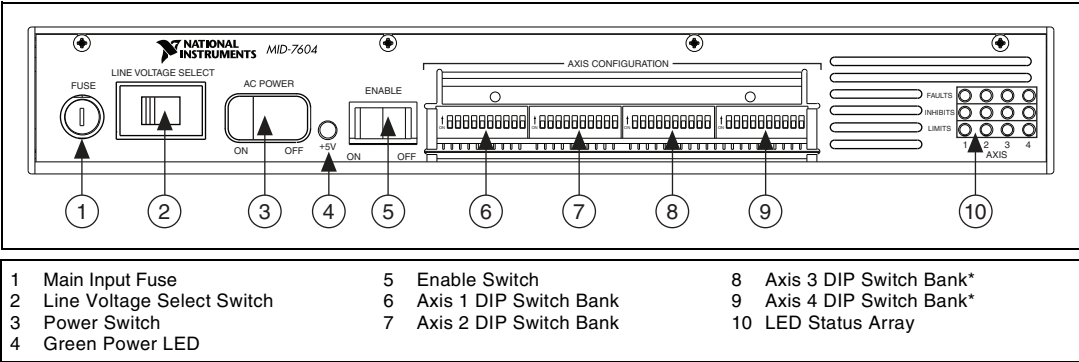 NATIONAL INSTRUMENTS
MID-7604
LINE VOLTAGE SELECT
AXIS CONFIGURATION
FUSE
AC POWER
ENABLE
ON OFF
+5V
ON OFF
ON
ON
ON
ON
FAULTS
INHIBITS
LIMITS
1 2 3 4
AXIS
1 2 3 4 5 6 7 8 9 10
1 Main Input Fuse
2 Line Voltage Select Switch
3 Power Switch
4 Green Power LED
5 Enable Switch
6 Axis 1 DIP Switch Bank
7 Axis 2 DIP Switch Bank
8 Axis 3 DIP Switch Bank*
9 Axis 4 DIP Switch Bank*
10 LED Status Array